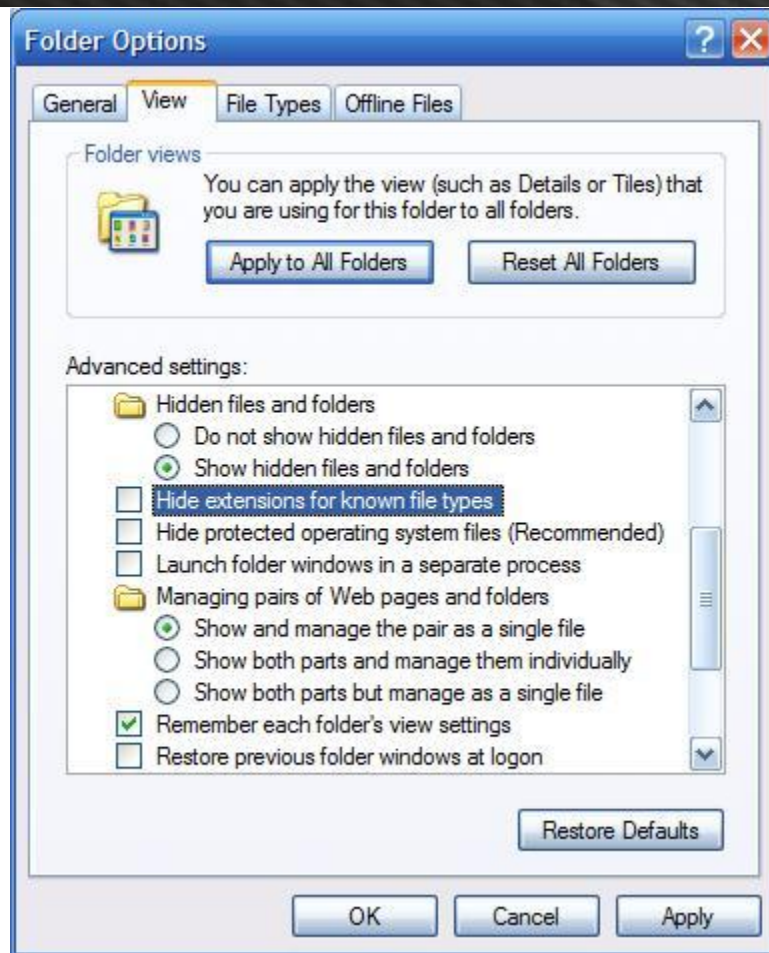 Folder Options
General View File Types Offline Files
Folder views
You can apply the view (such as Details or Tiles) that
you are using for this folder to all folders.
Apply to All Folders Reset All Folders
Advanced settings:
Hidden files and folders
Do not show hidden files and folders
Show hidden files and folders
Hide extensions for known file types
Hide protected operating system files (Recommended)
Launch folder windows in a separate process
Managing pairs of Web pages and folders
Show and manage the pair as a single file
Show both parts and manage them individually
Show both parts but manage as a single file
Remember each folder's view settings
Restore previous folder windows at logon
Restore Defaults
OK Cancel Apply